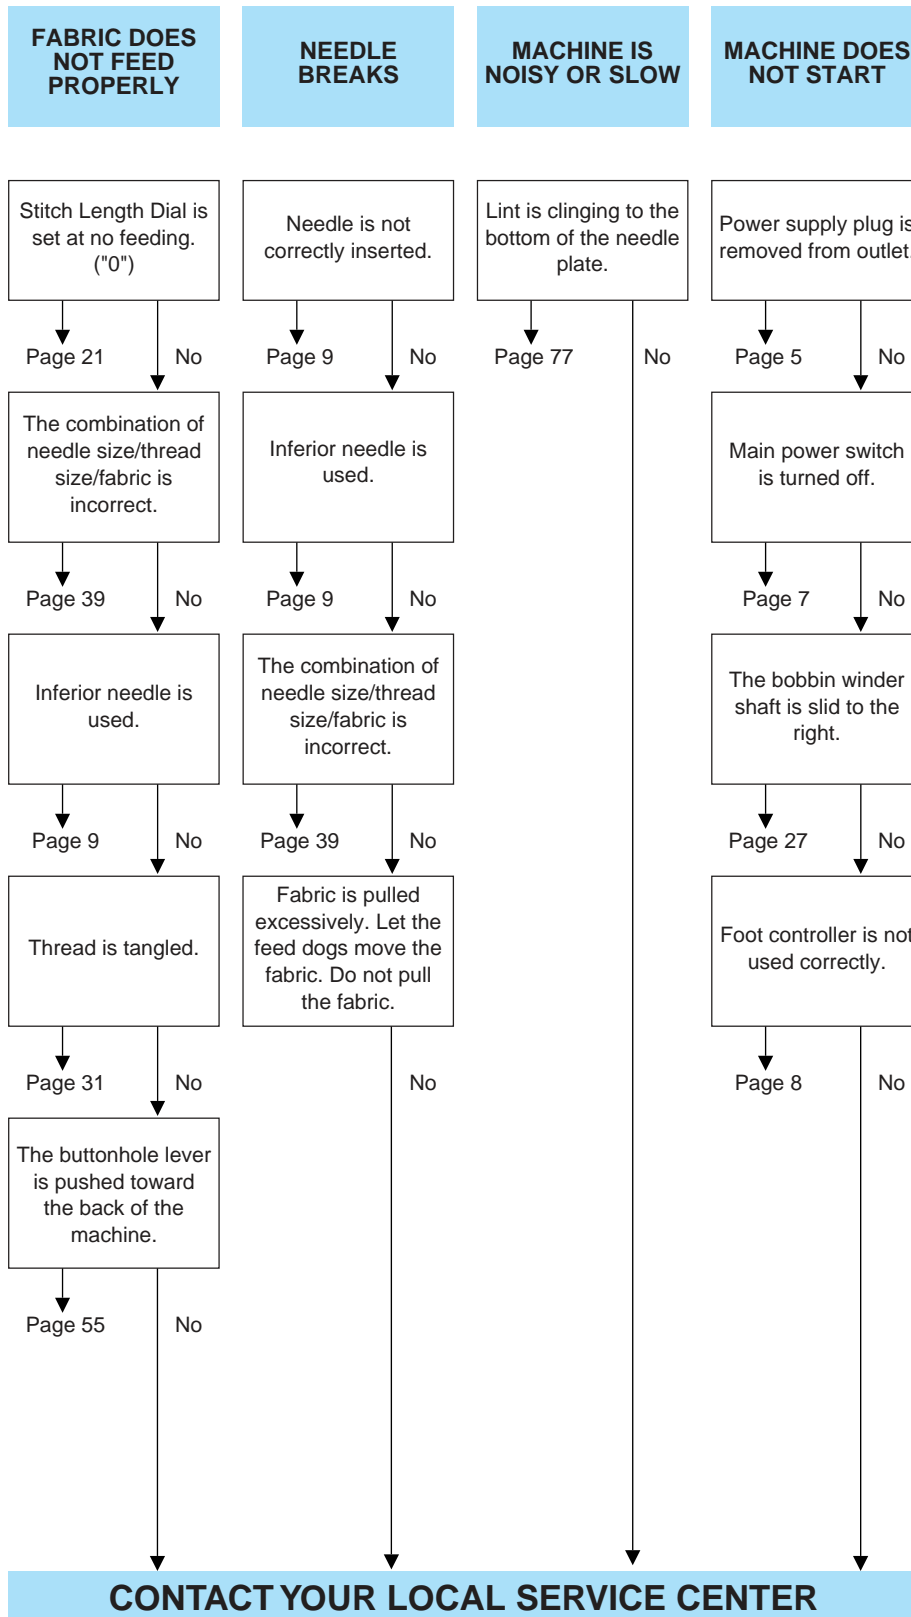 FABRIC DOES
NOT FEED
PROPERLY
Stitch Length Dial is
set at no feeding.
("0")
Page 21
No
The combination of
needle size/thread
size/fabric is
incorrect.
Page 39
No
Inferior needle is
used.
Page 9
No
Thread is tangled.
Page 31
No
The buttonhole lever
is pushed toward
the back of the
machine.
Page 55
No
NEEDLE
BREAKS
Needle is not
correctly inserted.
Page 9
No
Inferior needle is
used.
Page 9
No
The combination of
needle size/thread
size/fabric is
incorrect.
Page 39
No
Fabric is pulled
excessively. Let the
feed dogs move the
fabric. Do not pull
the fabric.
No
MACHINE IS
NOISY OR SLOW
Lint is clinging to the
bottom of the needle
plate.
Page 77
No
MACHINE DOES
NOT START
Power supply plug is
removed from outlet.
Page 5
No
Main power switch
is turned off.
Page 7
No
The bobbin winder
shaft is slid to the
right.
Page 27
No
Foot controller is not
used correctly.
Page 8
No
CONTACT YOUR LOCAL SERVICE CENTER